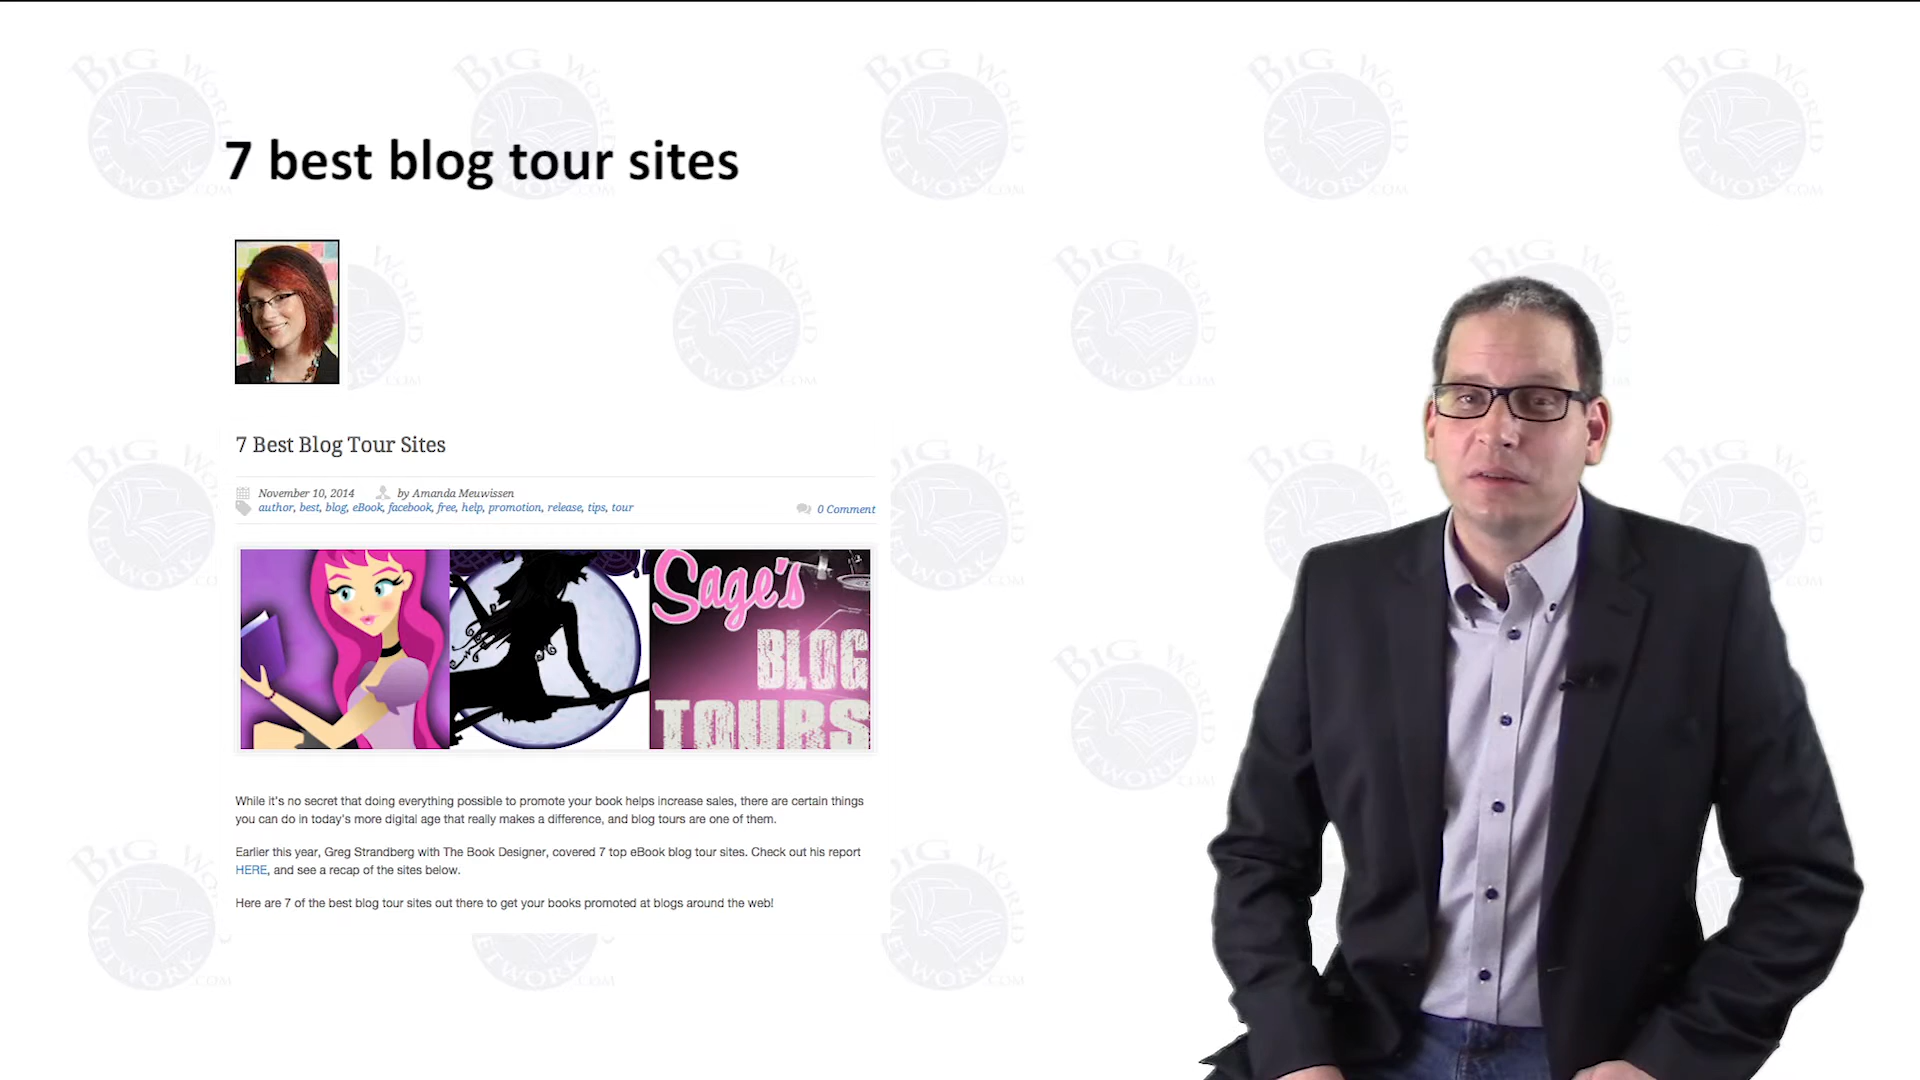 7 best blog tour sites
7 Best Blog Tour Sites
November 10, 2014 by Amanda Meuwissen
author, best, blog, eBook, facebook, free, help, promotion, release, tips, tour
0 Comment
Sage's
BLOG
TOURS
While it's no secret that doing everything possible to promote your book helps increase sales, there are certain things
you can do in today's more digital age that really makes a difference, and blog tours are one of them.
Earlier this year, Greg Strandberg with The Book Designer, covered 7 top eBook blog tour sites. Check out his report
HERE, and see a recap of the sites below.
Here are 7 of the best blog tour sites out there to get your books promoted at blogs around the web!
BIG WORLD
NETWORK
.COM